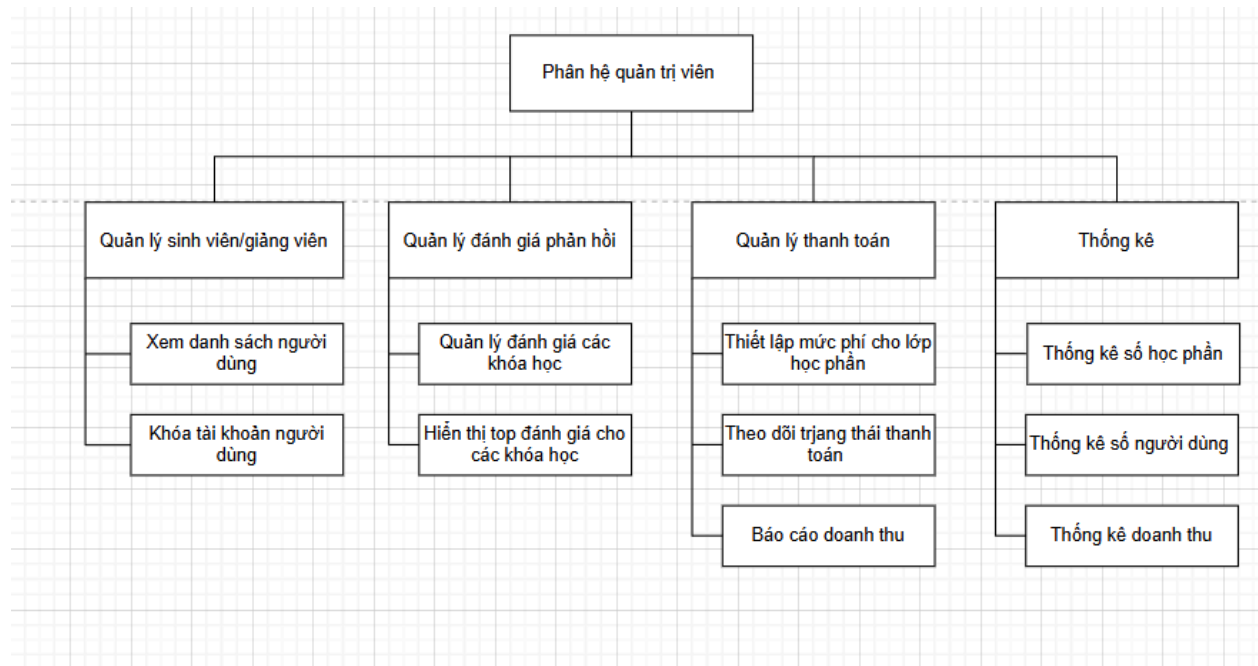 Phân hệ quản trị viên
Quản lý sinh viên/giảng viên
Quản lý đánh giá phản hồi
Quản lý thanh toán
Thống kê
Xem danh sách người
dùng
Quản lý đánh giá các
khóa học
Thiết lập mức phí cho lớp
học phần
Thống kê số học phần
Khóa tài khoản người
dùng
Hiển thị top đánh giá cho
các khóa học
Theo dõi trjạng thái thanh
toán
Thống kê số người dùng
Báo cáo doanh thu
Thống kê doanh thu